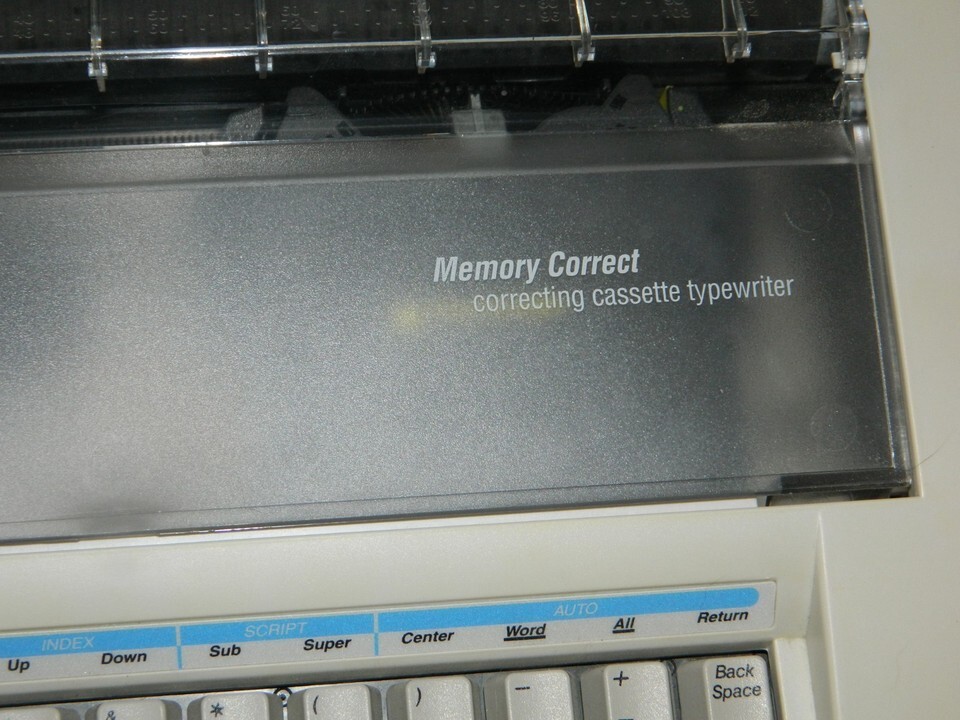 Memory Correct
correcting cassette typewriter
INDEX SCRIPT AUTO
Up Down Sub Super Center Word All Return
& * ( ) — + Back
= Space